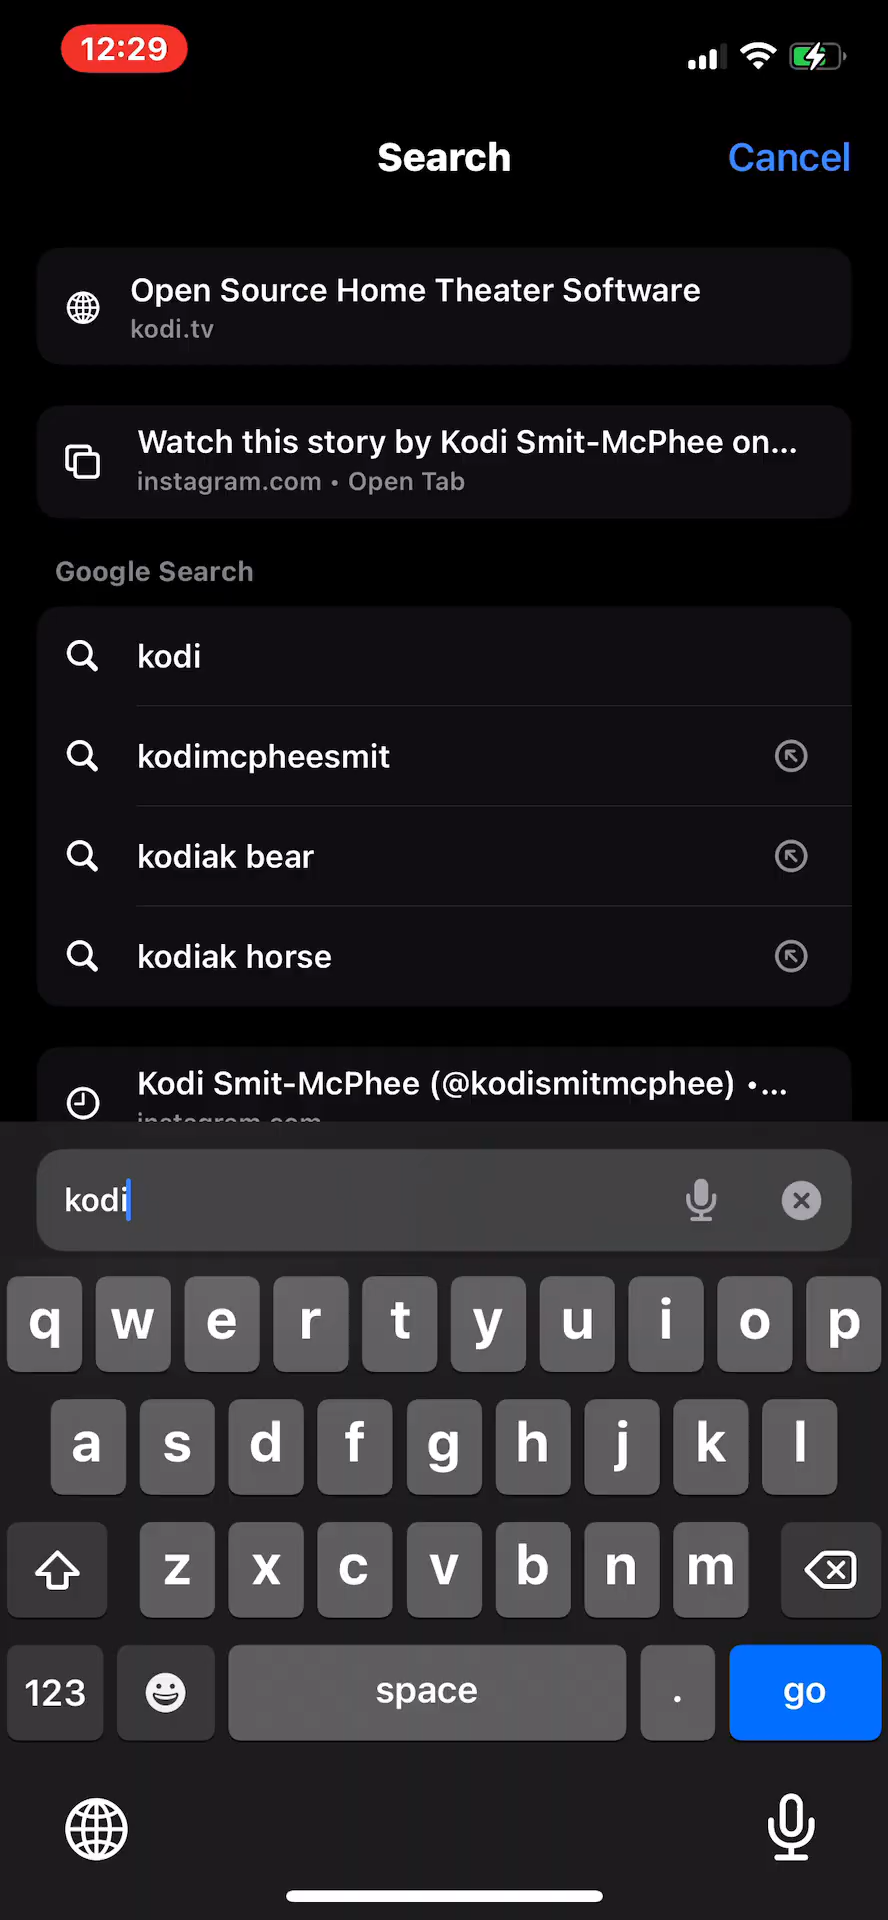 12:29
Search
Cancel
Open Source Home Theater Software
kodi.tv
Watch this story by Kodi Smit-McPhee on...
instagram.com • Open Tab
Google Search
kodi
kodimcpheesmit
kodiak bear
kodiak horse
Kodi Smit-McPhee (@kodismitmcphee) •...
instagram.com
kodi
q w e r t y u i o p
a s d f g h j k l
z x c v b n m
123 space . go